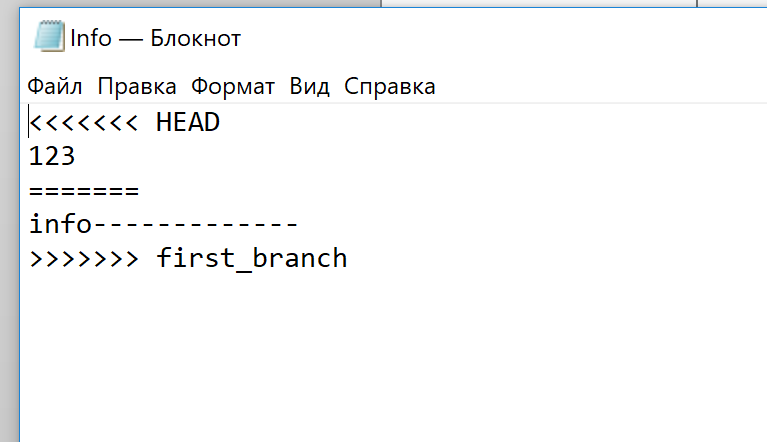 Info — Блокнот
Файл Правка Формат Вид Справка
<<<<<<< HEAD
123
=======
info-------------
>>>>>>> first_branch